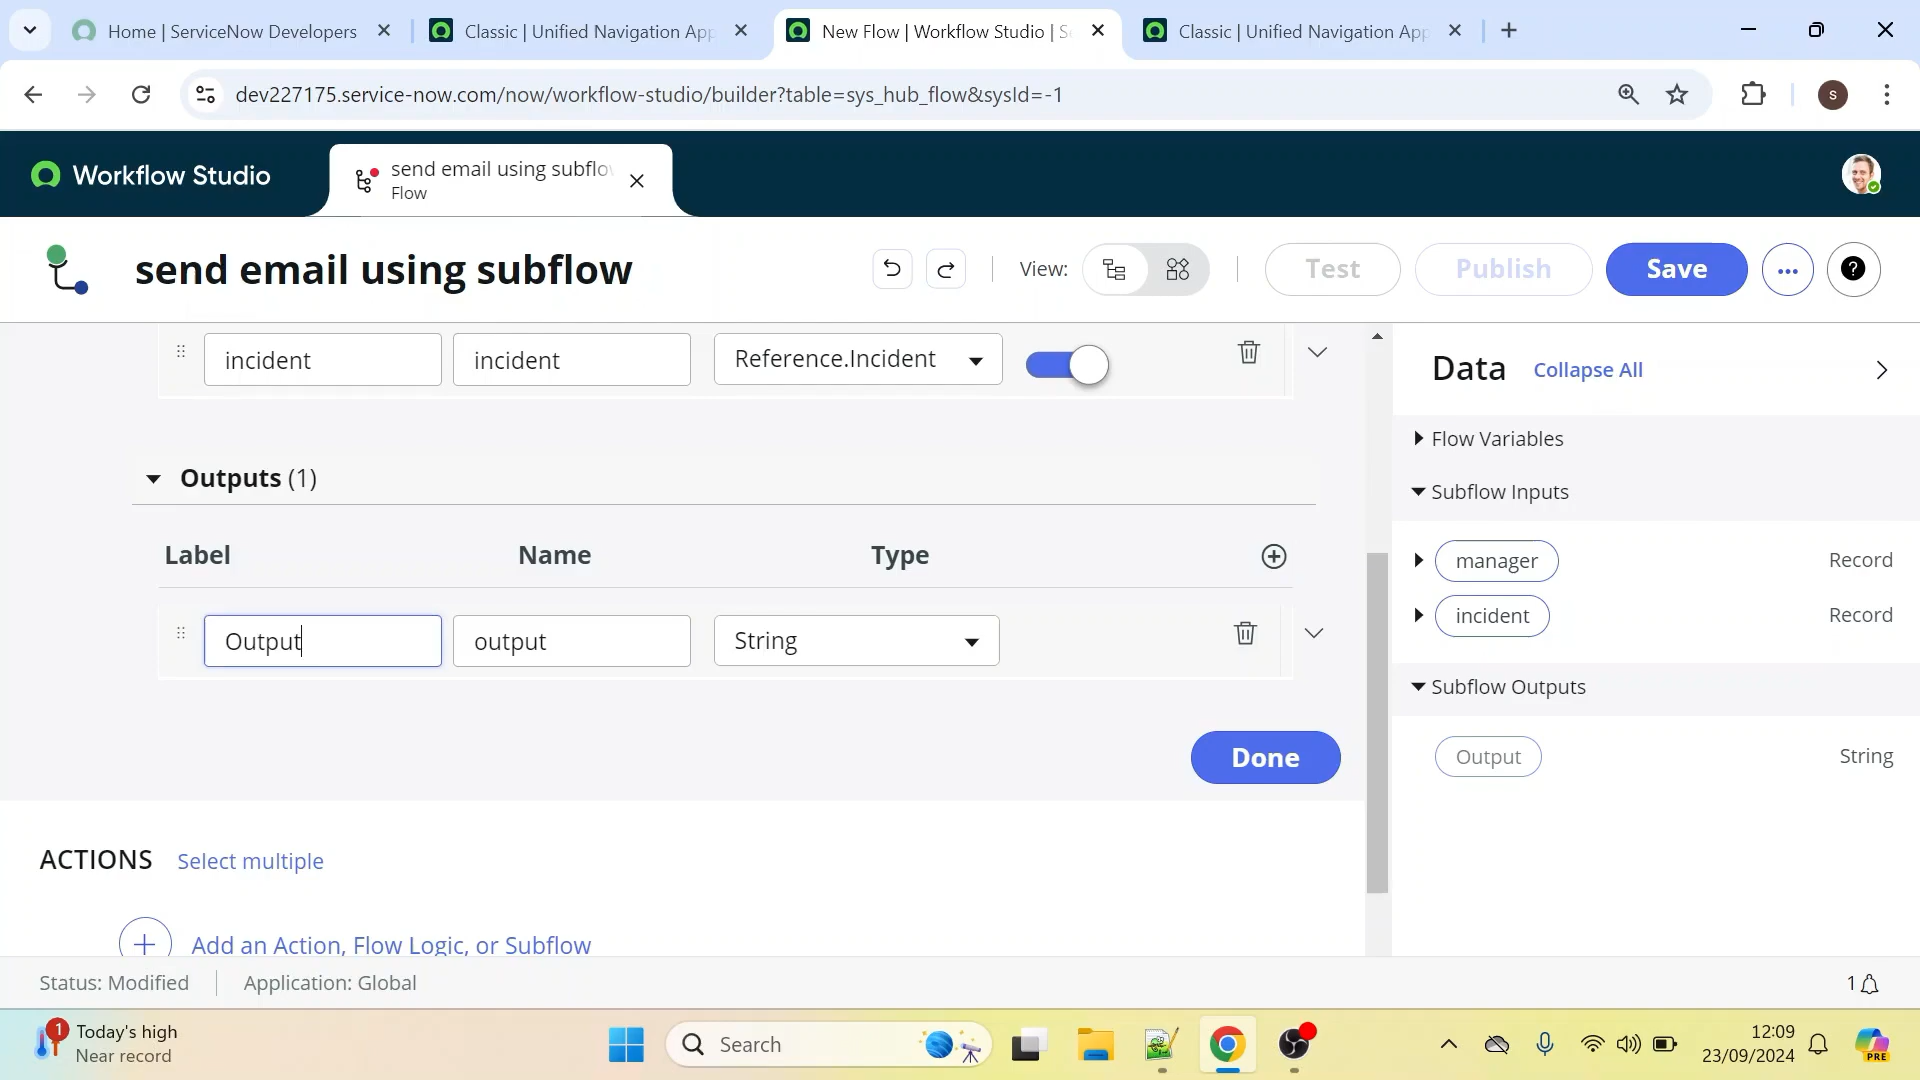 Home | ServiceNow Developers
Classic | Unified Navigation App
New Flow | Workflow Studio | S
Classic | Unified Navigation App
dev227175.service-now.com/now/workflow-studio/builder?table=sys_hub_flow&sysId=-1
S
Workflow Studio
send email using subflow
Flow
send email using subflow
View:
Test
Publish
Save
incident
incident
Reference.Incident
Data
Collapse All
Flow Variables
Outputs (1)
Subflow Inputs
Label
Name
Type
manager
Record
incident
Record
Output
output
String
Subflow Outputs
Output
String
Done
ACTIONS
Select multiple
Add an Action, Flow Logic, or Subflow
Status: Modified
Application: Global
1
1
Today's high
Near record
Search
12:09
23/09/2024
PRE